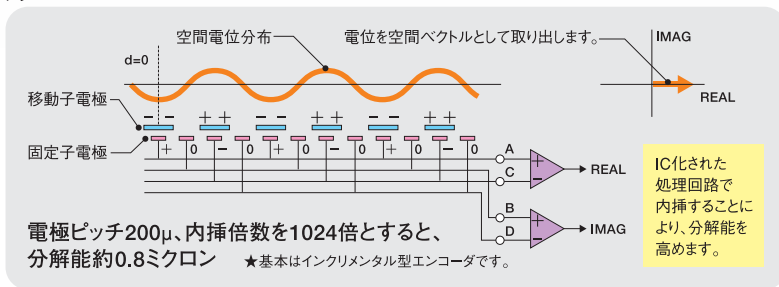 空間電位分布
電位を空間ベクトルとして取り出します。
IMAG
d=0
REAL
移動子電極
− − + + − − + + − − + +
固定子電極
+ 0 − 0 + 0 − 0 + 0 − 0
A
+
REAL
C
−
B
+
IMAG
D
−
IC化された
処理回路で
内挿することに
より、分解能を
高めます。
電極ピッチ200μ、内挿倍数を1024倍とすると、
分解能約0.8ミクロン ★基本はインクリメンタル型エンコーダです。